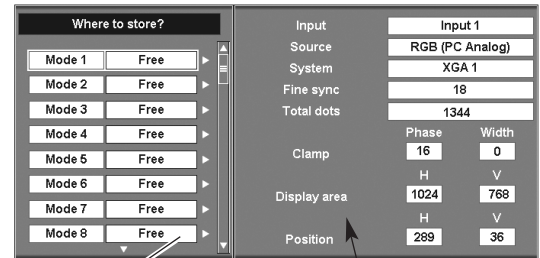 Where to store?
Mode 1 Free
Mode 2 Free
Mode 3 Free
Mode 4 Free
Mode 5 Free
Mode 6 Free
Mode 7 Free
Mode 8 Free
Input Input 1
Source RGB (PC Analog)
System XGA 1
Fine sync 18
Total dots 1344
Phase Width
Clamp 16 0
H V
Display area 1024 768
H V
Position 289 36